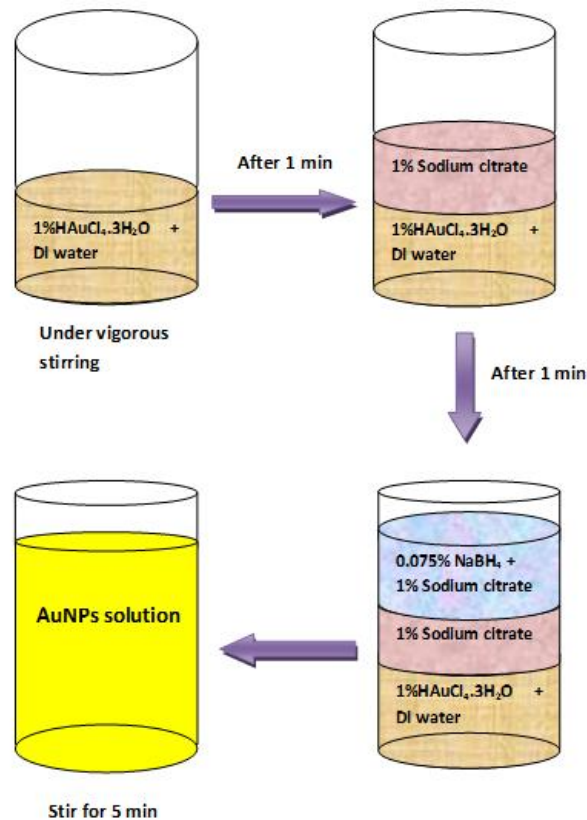 1%HAuCl₄.3H₂O +
DI water
Under vigorous
stirring
After 1 min
1% Sodium citrate
1%HAuCl₄.3H₂O +
DI water
After 1 min
0.075% NaBH₄ +
1% Sodium citrate
1% Sodium citrate
1%HAuCl₄.3H₂O +
DI water
AuNPs solution
Stir for 5 min